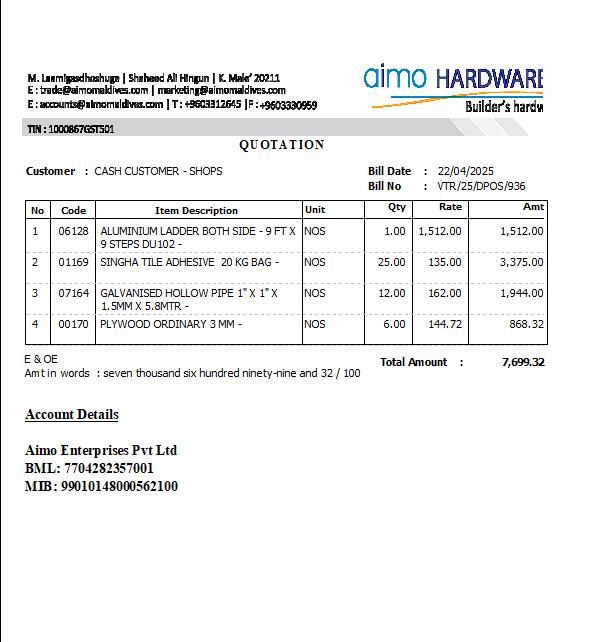 M. Laamigasdhoshuge | Shaheed Ali Hingun | K. Male' 20211
E : trade@aimomaldives.com | marketing@aimomaldives.com
E : accounts@aimomaldives.com | T : +9603312645 |F : +9603330959
aimo HARDWARE
Builder's hardw
TIN : 1000867GST501
QUOTATION
Customer : CASH CUSTOMER - SHOPS
Bill Date : 22/04/2025
Bill No : VTR/25/DPOS/936
No Code Item Description Unit Qty Rate Amt
1 06128 ALUMINIUM LADDER BOTH SIDE - 9 FT X NOS 1.00 1,512.00 1,512.00
9 STEPS DU102 -
2 01169 SINGHA TILE ADHESIVE 20 KG BAG - NOS 25.00 135.00 3,375.00
3 07164 GALVANISED HOLLOW PIPE 1" X 1" X NOS 12.00 162.00 1,944.00
1.5MM X 5.8MTR -
4 00170 PLYWOOD ORDINARY 3 MM - NOS 6.00 144.72 868.32
E & OE
Total Amount : 7,699.32
Amt in words : seven thousand six hundred ninety-nine and 32 / 100
Account Details
Aimo Enterprises Pvt Ltd
BML: 7704282357001
MIB: 99010148000562100